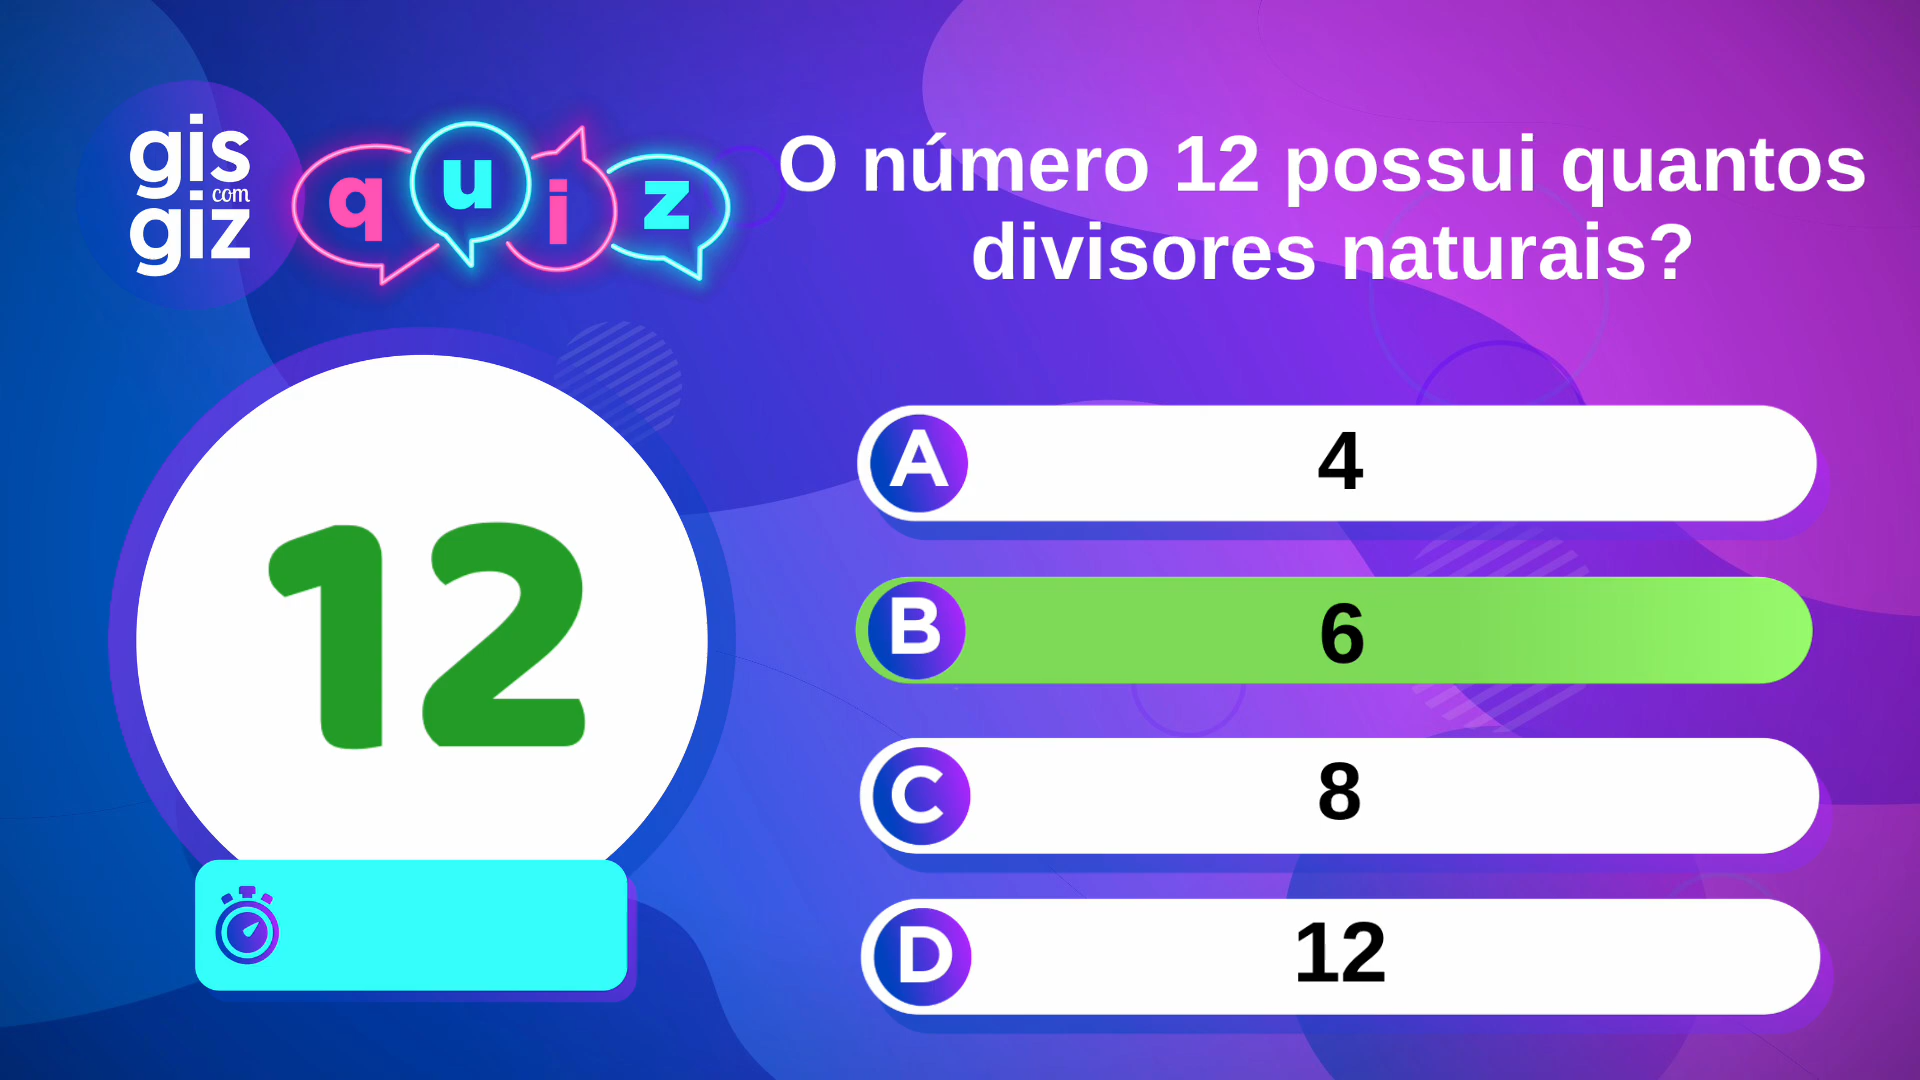 gis
com
giz
quiz
O número 12 possui quantos
divisores naturais?
12
A 4
B 6
C 8
D 12